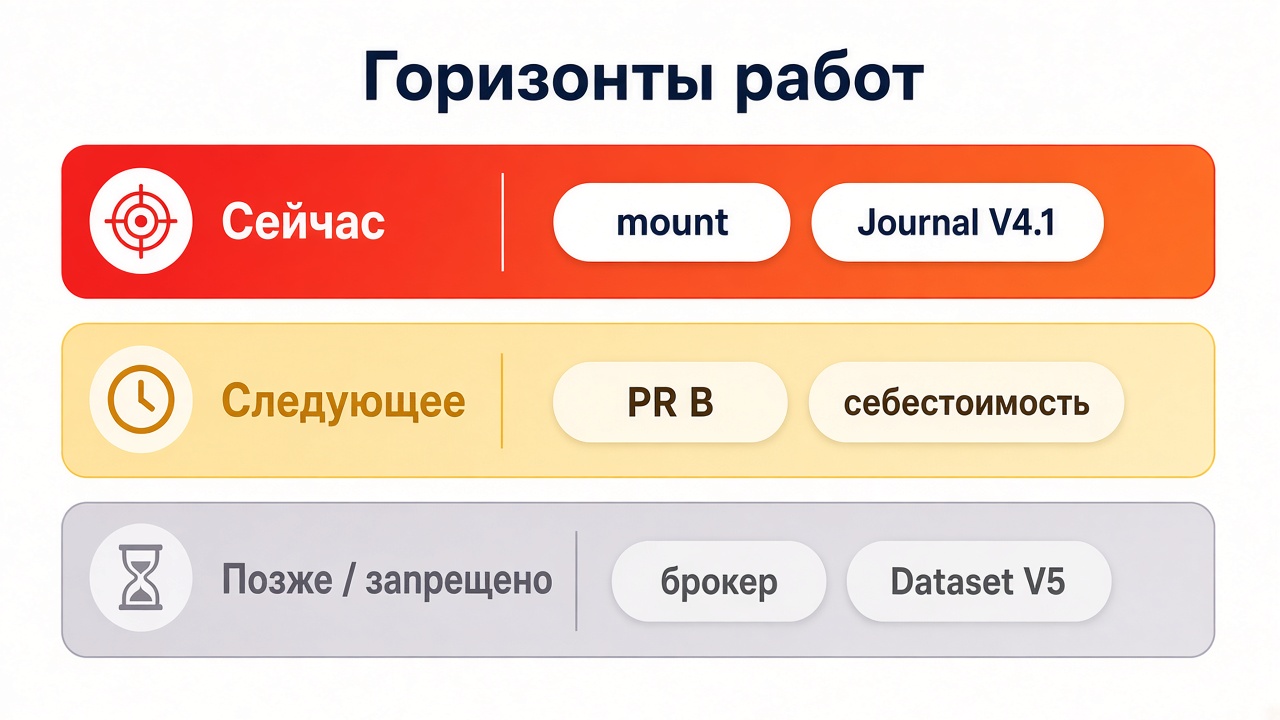 Горизонты работ
Сейчас
mount
Journal V4.1
Следующее
PR B
себестоимость
Позже / запрещено
брокер
Dataset V5